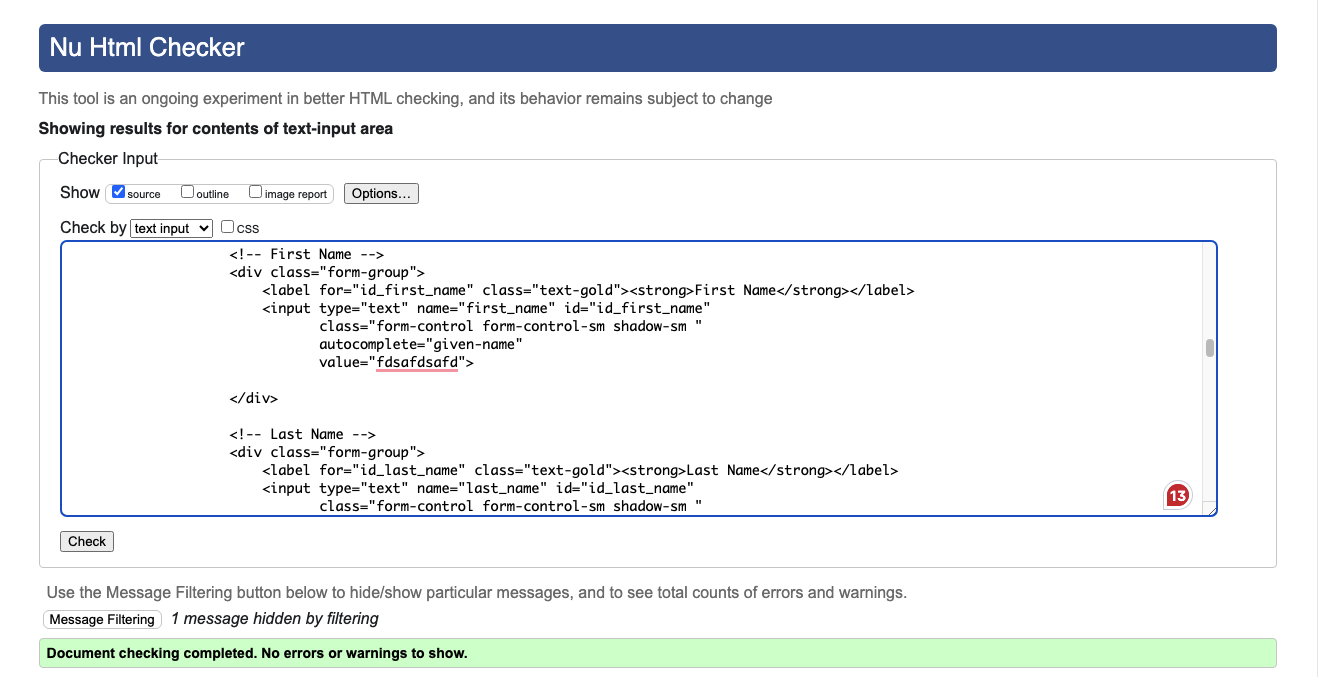 Nu Html Checker
This tool is an ongoing experiment in better HTML checking, and its behavior remains subject to change
Showing results for contents of text-input area
Checker Input
Show source outline image report Options...
Check by text input css
<!-- First Name -->
<div class="form-group">
<label for="id_first_name" class="text-gold"><strong>First Name</strong></label>
<input type="text" name="first_name" id="id_first_name"
class="form-control form-control-sm shadow-sm "
autocomplete="given-name"
value="fdsafdsafd">
</div>
<!-- Last Name -->
<div class="form-group">
<label for="id_last_name" class="text-gold"><strong>Last Name</strong></label>
<input type="text" name="last_name" id="id_last_name"
class="form-control form-control-sm shadow-sm "
13
Check
Use the Message Filtering button below to hide/show particular messages, and to see total counts of errors and warnings.
Message Filtering 1 message hidden by filtering
Document checking completed. No errors or warnings to show.